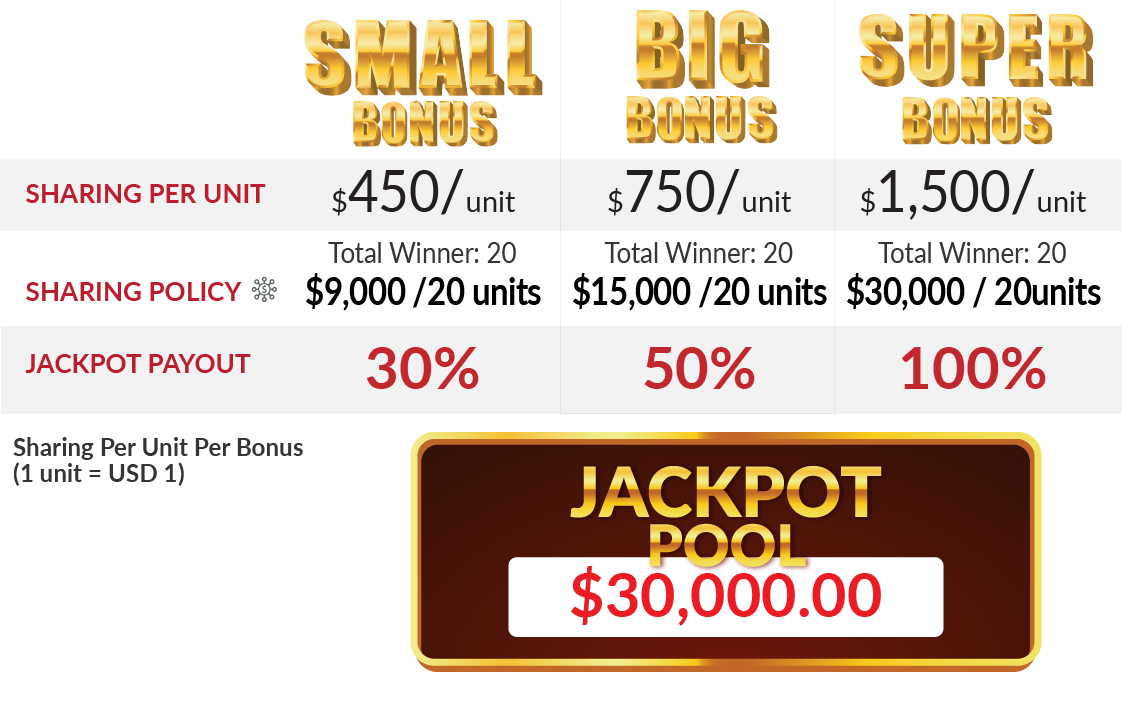 SMALL
BONUS
BIG
BONUS
SUPER
BONUS
SHARING PER UNIT
$450/unit
$750/unit
$1,500/unit
SHARING POLICY
Total Winner: 20
$9,000 /20 units
Total Winner: 20
$15,000 /20 units
Total Winner: 20
$30,000 / 20units
JACKPOT PAYOUT
30%
50%
100%
Sharing Per Unit Per Bonus
(1 unit = USD 1)
JACKPOT
POOL
$30,000.00